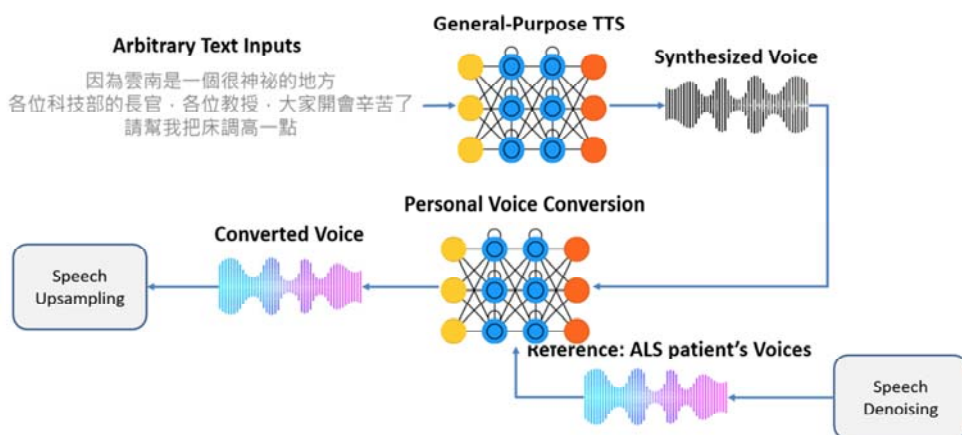 General-Purpose TTS
Arbitrary Text Inputs
因為雲南是一個很神祕的地方
各位科技部的長官，各位教授，大家開會辛苦了
請幫我把床調高一點
Synthesized Voice
Personal Voice Conversion
Converted Voice
Speech
Upsampling
Reference: ALS patient's Voices
Speech
Denoising